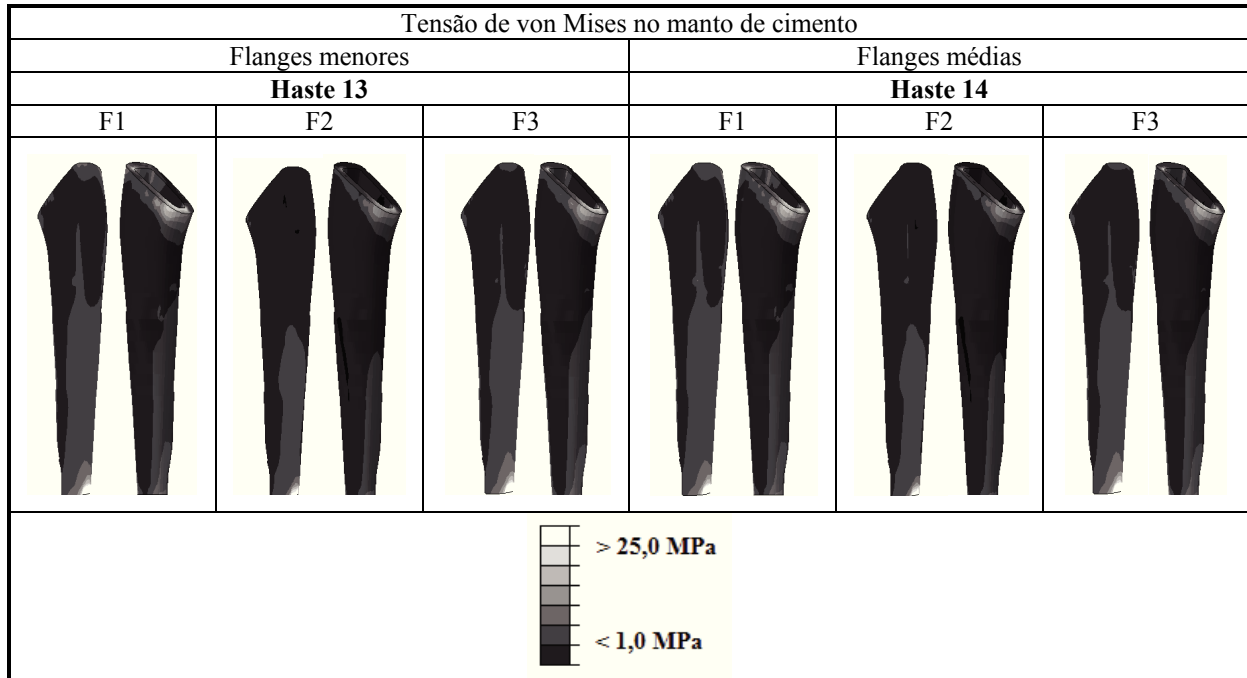 Tensão de von Mises no manto de cimento
Flanges menores
Flanges médias
Haste 13
Haste 14
F1
F2
F3
F1
F2
F3
> 25,0 MPa
< 1,0 MPa